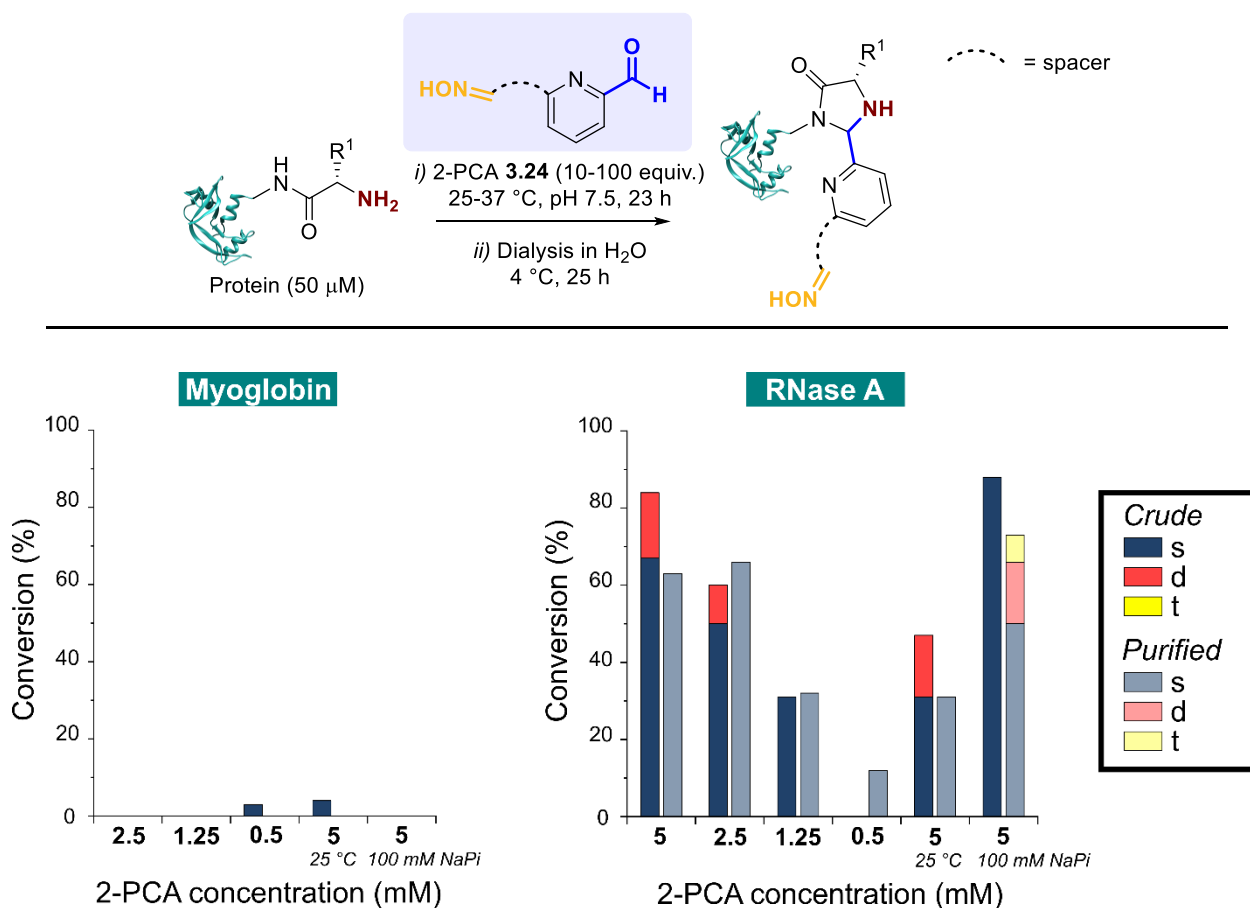 HON
N
O
H
R¹
H
N
NH₂
O
Protein (50 μM)
i) 2-PCA 3.24 (10-100 equiv.)
25-37 °C, pH 7.5, 23 h
ii) Dialysis in H₂O
4 °C, 25 h
R¹
O
NH
N
N
HON
= spacer
Myoglobin
Conversion (%)
100
80
60
40
20
0
2.5 1.25 0.5 5 5
25 °C 100 mM NaPi
2-PCA concentration (mM)
RNase A
Conversion (%)
100
80
60
40
20
0
5 2.5 1.25 0.5 5 5
25 °C 100 mM NaPi
2-PCA concentration (mM)
Crude
s
d
t
Purified
s
d
t